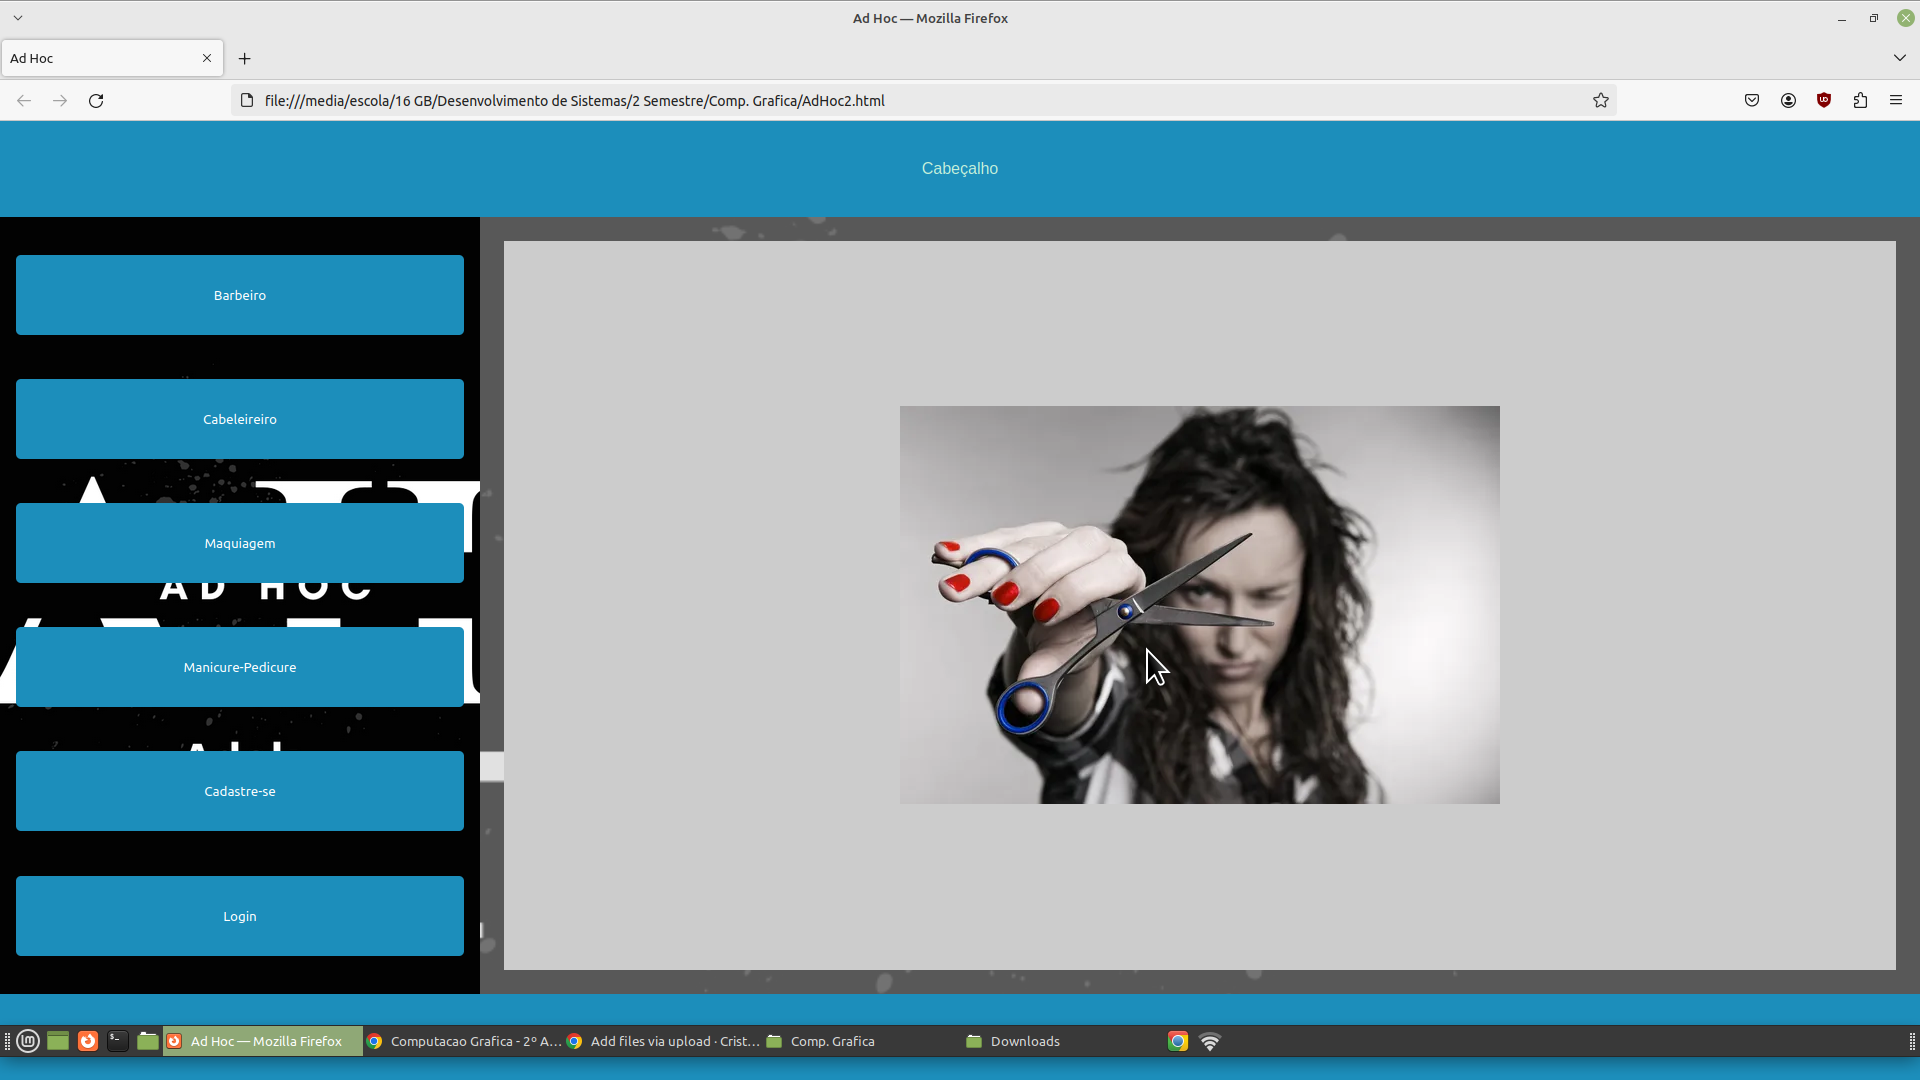 Ad Hoc — Mozilla Firefox
Ad Hoc
file:///media/escola/16 GB/Desenvolvimento de Sistemas/2 Semestre/Comp. Grafica/AdHoc2.html
Cabeçalho
Barbeiro
Cabeleireiro
Maquiagem
AD HOC
Manicure-Pedicure
Cadastre-se
Login
Ad Hoc — Mozilla Firefox
Computacao Grafica - 2º A...
Add files via upload · Crist...
Comp. Grafica
Downloads